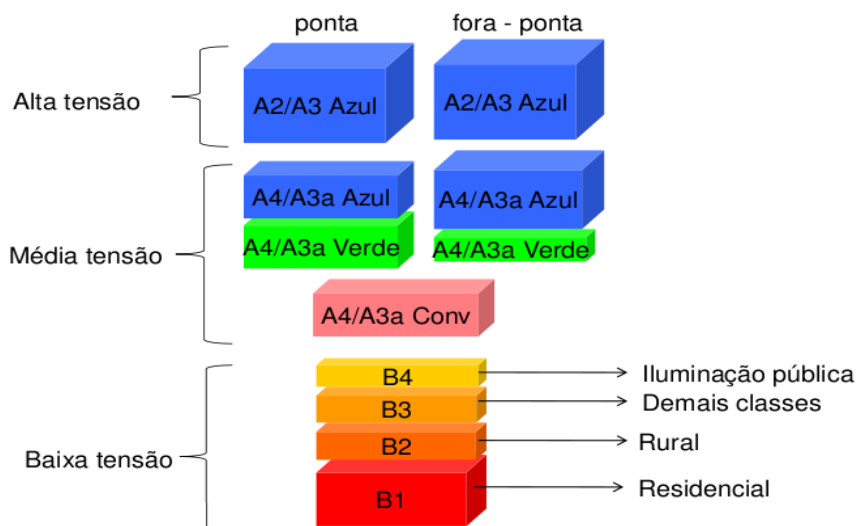 ponta
fora - ponta
Alta tensão
A2/A3 Azul
A2/A3 Azul
Média tensão
A4/A3a Azul
A4/A3a Azul
A4/A3a Verde
A4/A3a Verde
A4/A3a Conv
Baixa tensão
B4
Iluminação pública
B3
Demais classes
B2
Rural
B1
Residencial